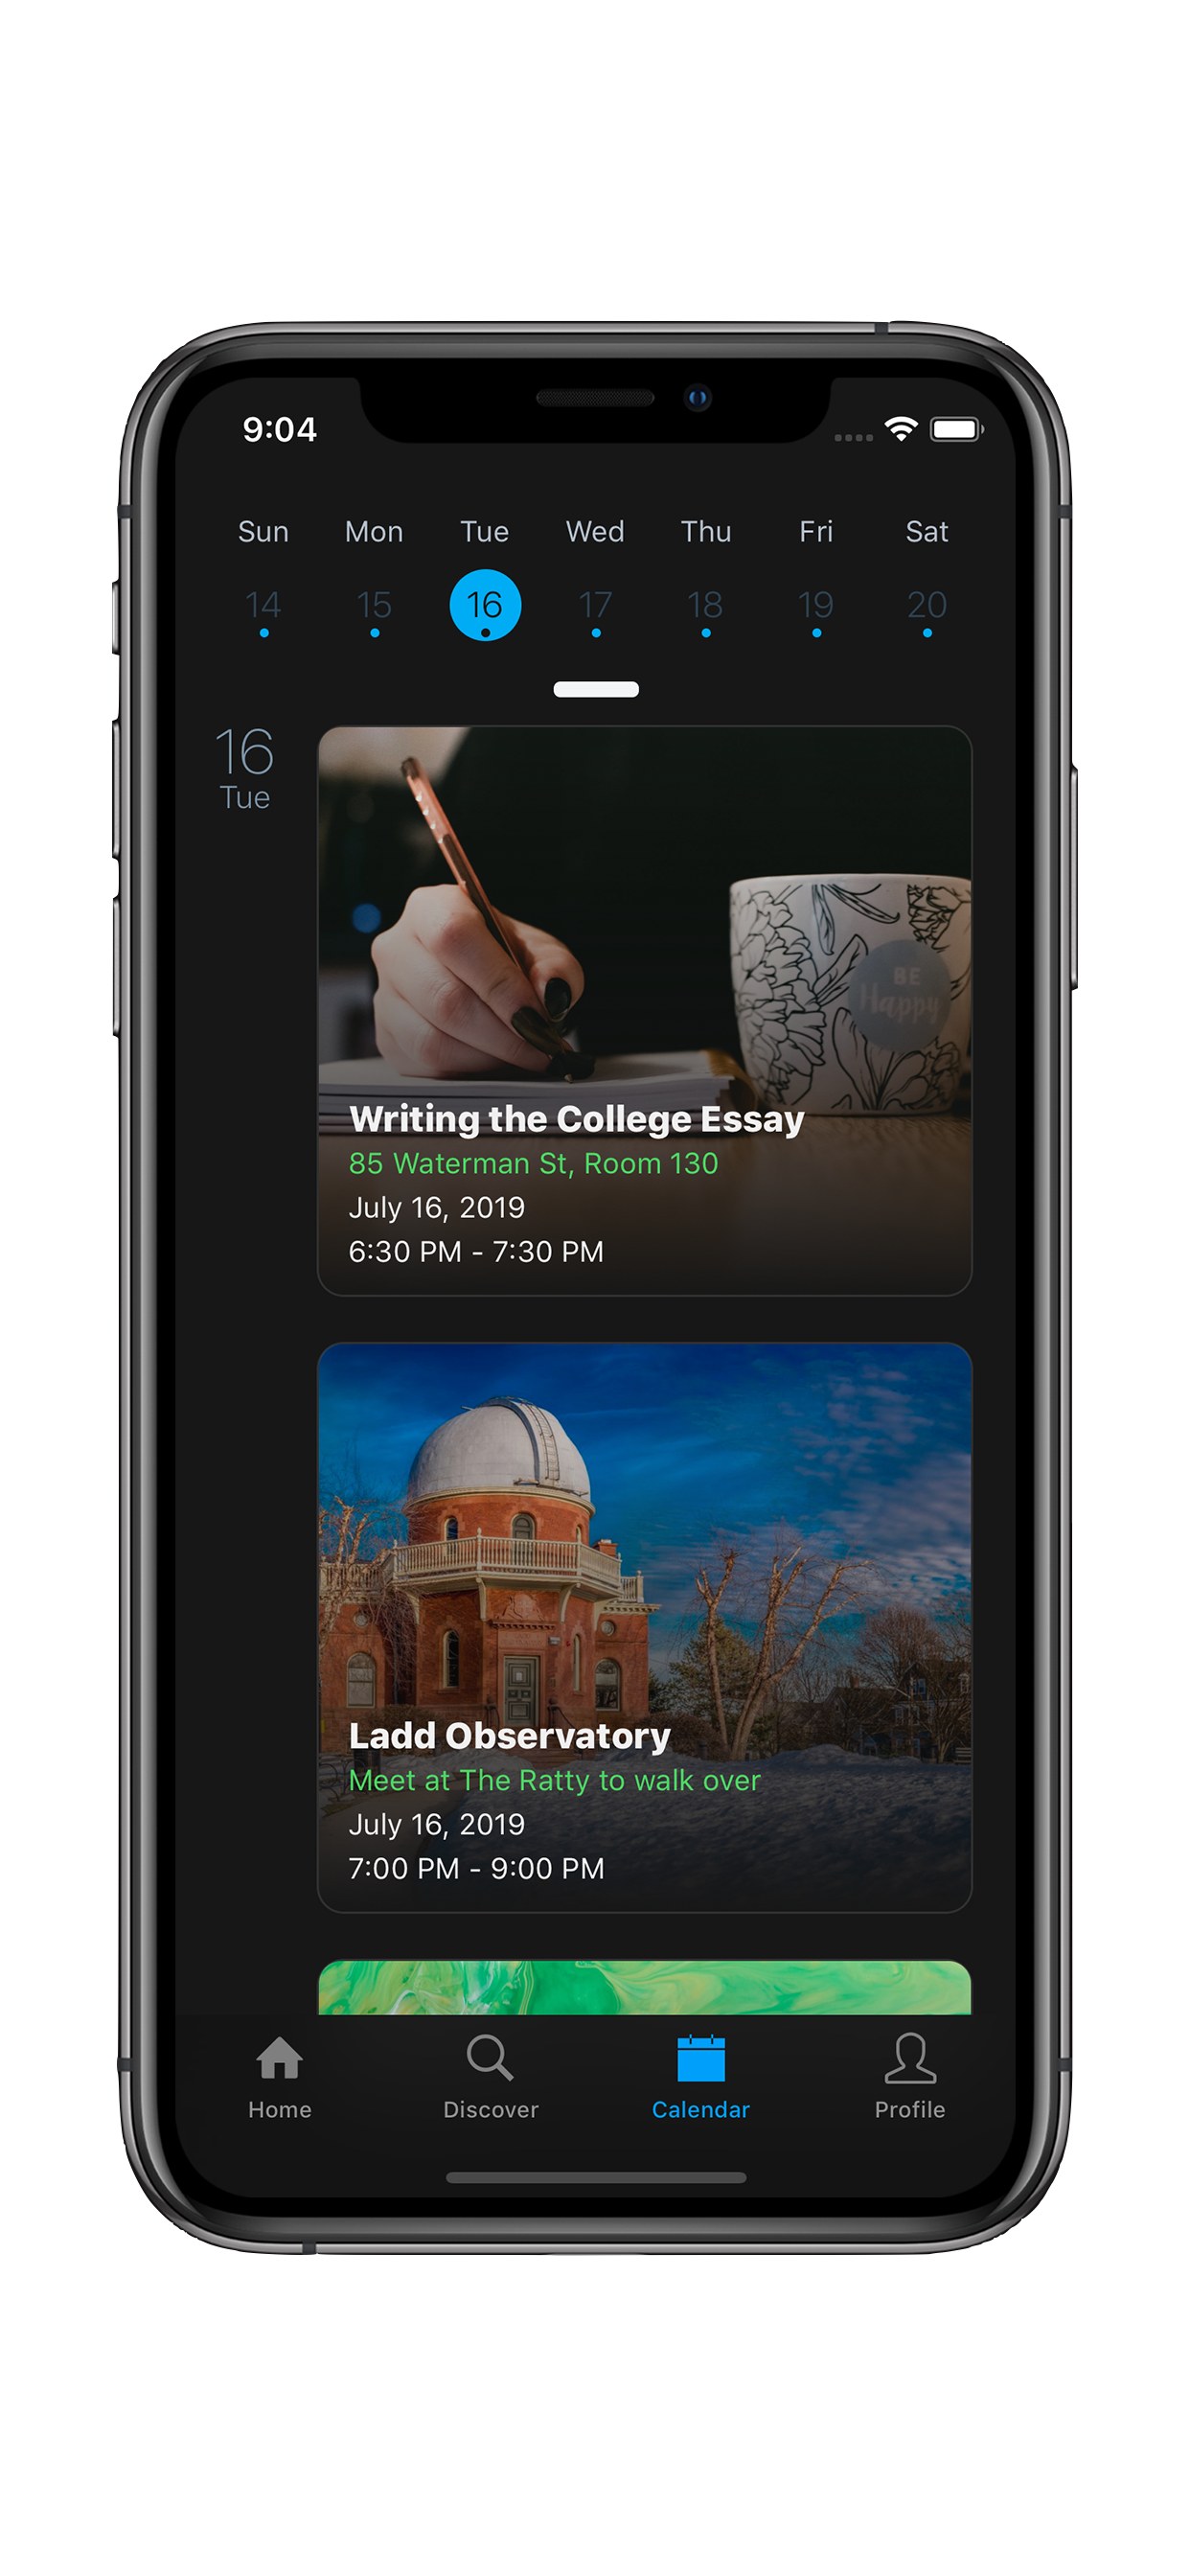 9:04
Sun Mon Tue Wed Thu Fri Sat
14 15 16 17 18 19 20
16
Tue
BE
Happy
Writing the College Essay
85 Waterman St, Room 130
July 16, 2019
6:30 PM - 7:30 PM
Ladd Observatory
Meet at The Ratty to walk over
July 16, 2019
7:00 PM - 9:00 PM
Home Discover Calendar Profile